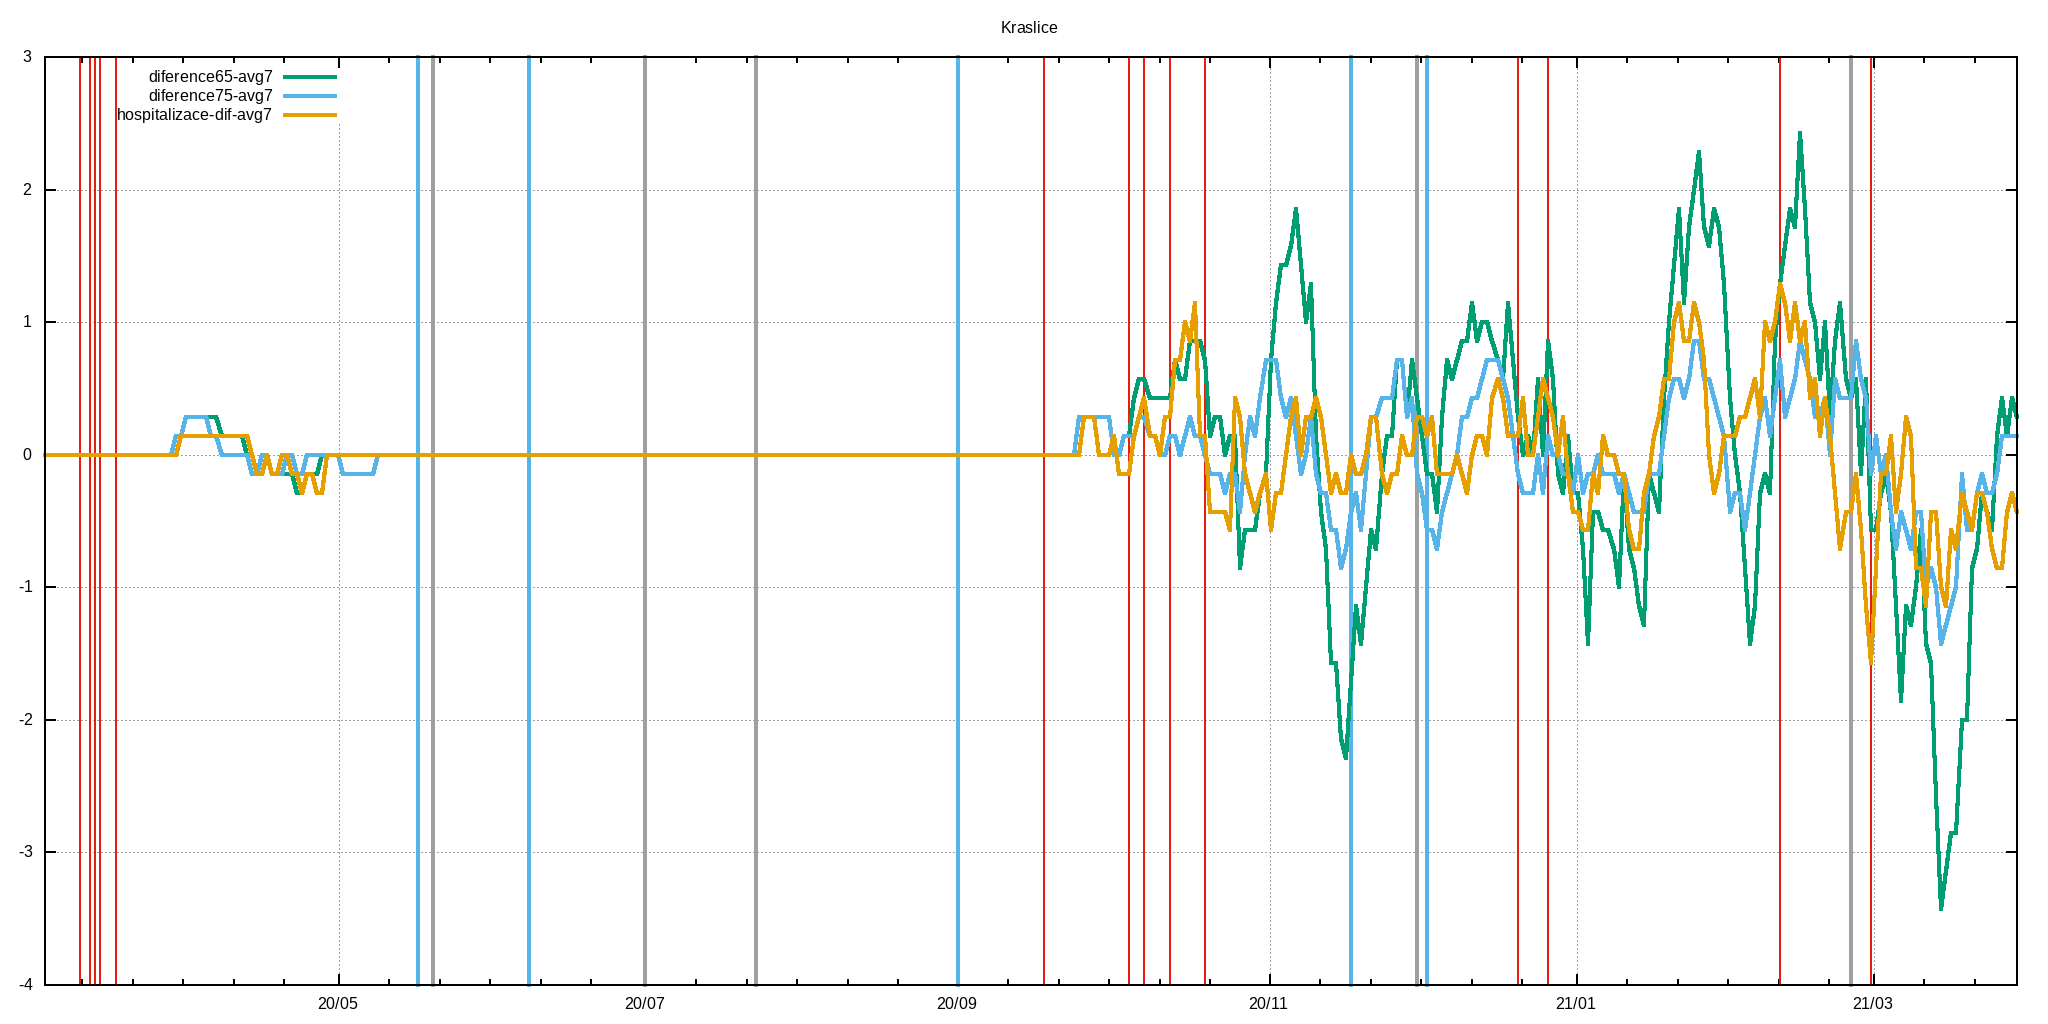 Kraslice
3
diference65-avg7
diference75-avg7
hospitalizace-dif-avg7
2
1
0
-1
-2
-3
-4
20/05 20/07 20/09 20/11 21/01 21/03